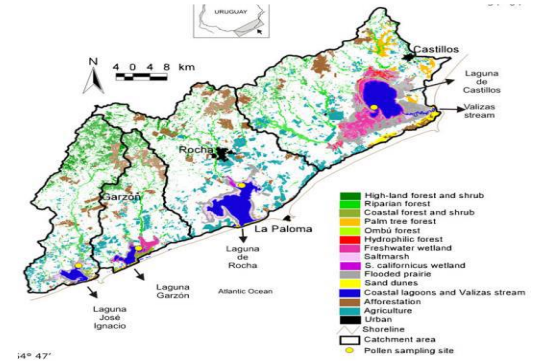 URUGUAY
N
4 0 4 8 km
Castillos
Laguna
de
Castillos
Valizas
stream
Rocha
Garzón
La Paloma
Laguna
de
Rocha
Laguna
Garzón
Atlantic Ocean
Laguna
José
Ignacio
High-land forest and shrub
Riparian forest
Coastal forest and shrub
Palm tree forest
Ombú forest
Hydrophilic forest
Freshwater wetland
Saltmarsh
S. californicus wetland
Flooded prairie
Sand dunes
Coastal lagoons and Valizas stream
Afforestation
Agriculture
Urban
Shoreline
Catchment area
Pollen sampling site
54° 47'